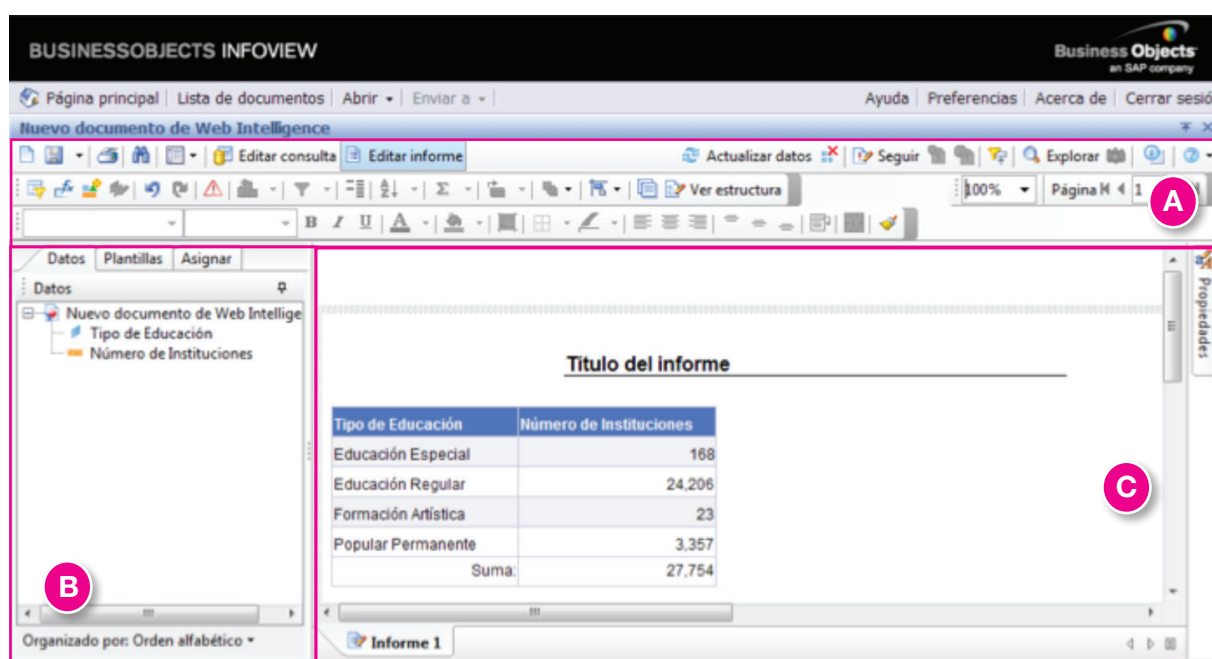 BUSINESSOBJECTS INFOVIEW
Business Objects
an SAP company
Página principal Lista de documentos Abrir Enviar a Ayuda Preferencias Acerca de Cerrar sesió
Nuevo documento de Web Intelligence
Editar consulta Editar informe Actualizar datos Seguir Explorar
Ver estructura 100% Página 1
A
B I U A
Datos Plantillas Asignar
Datos
Nuevo documento de Web Intellige
Tipo de Educación
Número de Instituciones
Propiedades
Título del informe
Tipo de Educación Número de Instituciones
Educación Especial 168
Educación Regular 24,206
Formación Artística 23
Popular Permanente 3,357
Suma: 27,754
C
B
Organizado por: Orden alfabético
Informe 1